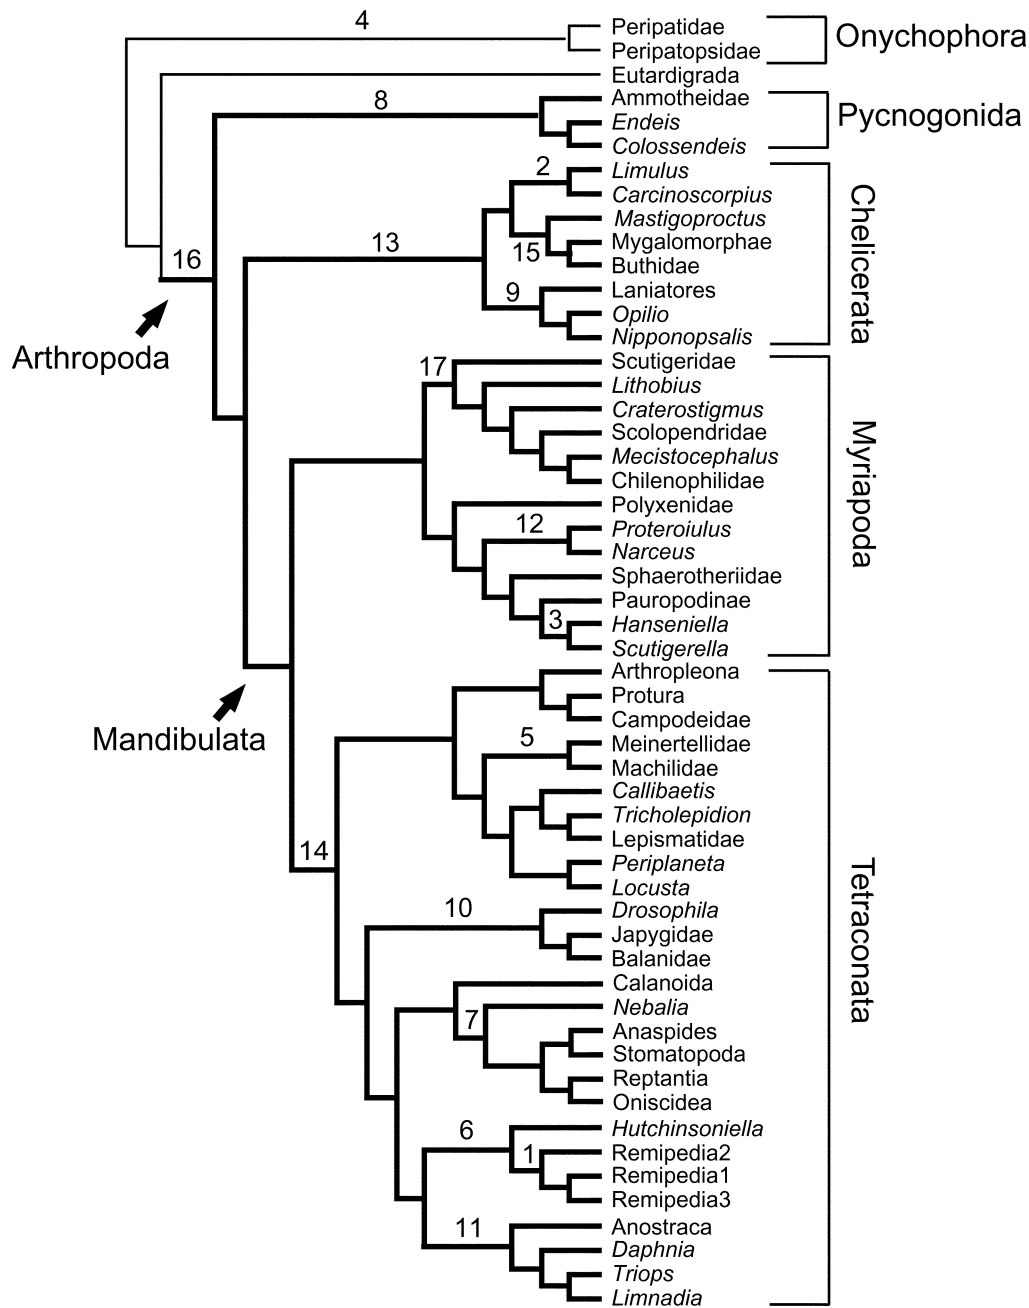 4
Peripatidae
Peripatopsidae
Onychophora
Eutardigrada
8
Ammotheidae
Endeis
Colossendeis
Pycnogonida
2
Limulus
Carcinoscorpius
Mastigoproctus
13
15
Mygalomorphae
Buthidae
16
9
Laniatores
Opilio
Nipponopsalis
Chelicerata
Arthropoda
17
Scutigeridae
Lithobius
Craterostigmus
Scolopendridae
Mecistocephalus
Chilenophilidae
Polyxenidae
12
Proteroiulus
Narceus
Sphaerotheriidae
Pauropodinae
3
Hanseniella
Scutigerella
Myriapoda
Arthropleona
Protura
Campodeidae
Mandibulata
5
Meinertellidae
Machilidae
Callibaetis
Tricholepidion
Lepismatidae
14
Periplaneta
Locusta
10
Drosophila
Japygidae
Balanidae
Tetraconata
Calanoida
7
Nebalia
Anaspides
Stomatopoda
Reptantia
Oniscidea
6
Hutchinsoniella
1
Remipedia2
Remipedia1
Remipedia3
11
Anostraca
Daphnia
Triops
Limnadia